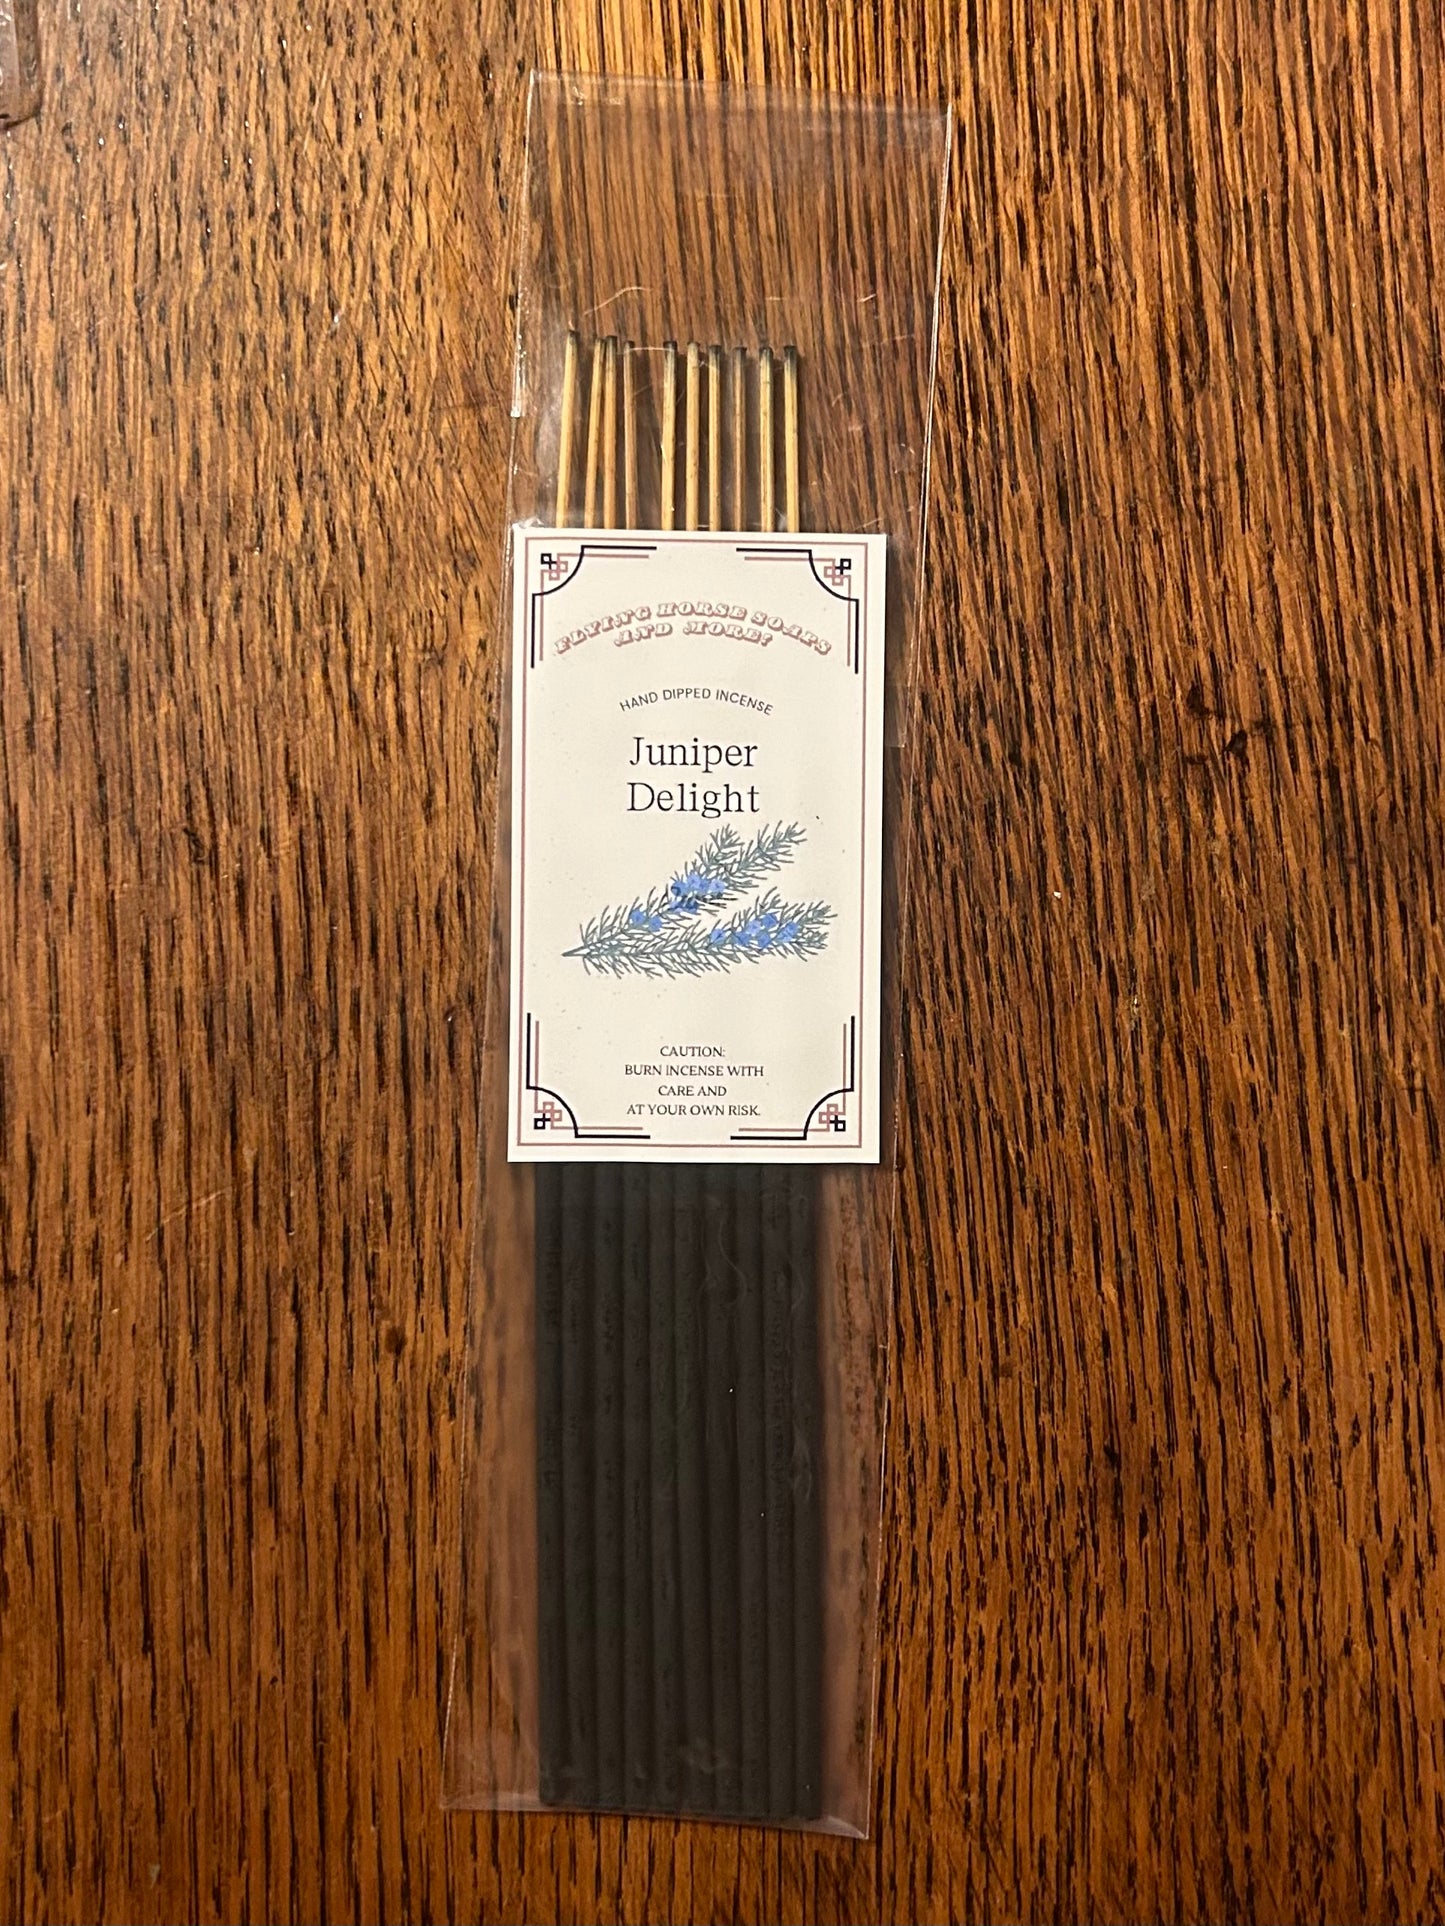 FLYING HORSE SOAPS
AND MORE!
HAND DIPPED INCENSE
Juniper
Delight
CAUTION:
BURN INCENSE WITH
CARE AND
AT YOUR OWN RISK.